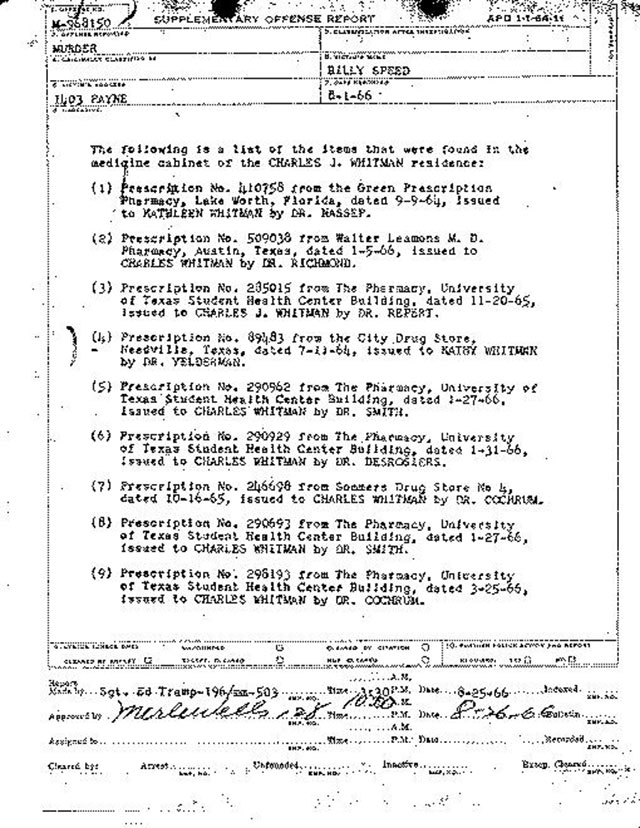 M-968150 SUPPLEMENTARY OFFENSE REPORT APD 1-1-64-11
MURDER
BILLY SPEED
1403 PAYNE 8-1-66
The following is a list of the items that were found in the
medicine cabinet of the CHARLES J. WHITMAN residence:
(1) Prescription No. 410758 from the Green Prescription
Pharmacy, Lake Worth, Florida, dated 9-9-64, issued
to KATHLEEN WHITMAN by DR. NASSEF.
(2) Prescription No. 509038 from Walter Leamons M. D.
Pharmacy, Austin, Texas, dated 1-5-66, issued to
CHARLES WHITMAN by DR. RICHMOND.
(3) Prescription No. 285015 from The Pharmacy, University
of Texas Student Health Center Building, dated 11-20-65,
issued to CHARLES J. WHITMAN by DR. REPERT.
(4) Prescription No. 89483 from the City Drug Store,
Needville, Texas, dated 7-11-64, issued to KATHY WHITMAN
by DR. YELDERMAN.
(5) Prescription No. 290562 from The Pharmacy, University of
Texas Student Health Center Building, dated 1-27-66,
issued to CHARLES WHITMAN by DR. SMITH.
(6) Prescription No. 290929 from The Pharmacy, University
of Texas Student Health Center Building, dated 1-31-66,
issued to CHARLES WHITMAN by DR. DESROSIERS.
(7) Prescription No. 246698 from Sommers Drug Store No 4,
dated 10-16-65, issued to CHARLES WHITMAN by DR. COCHRUM.
(8) Prescription No. 290693 from The Pharmacy, University
of Texas Student Health Center Building, dated 1-27-66,
issued to CHARLES WHITMAN by DR. SMITH.
(9) Prescription No. 298193 from The Pharmacy, University
of Texas Student Health Center Building, dated 3-25-66,
issued to CHARLES WHITMAN by DR. COCHRUM.
CLEARED BY ARREST EXCEPT. CLEARED NOT CLEARED REQUIRED: YES NO
Report A.M.
Made by Sgt. Ed Tramp-196/ -503 Time 3:30 P.M. Date 8-25-66 Indexed
Approved by 128 Time 10:00 A.M. Date 8-26-66 Bulletin
A.M.
Assigned to Time P.M. Date Recorded
Cleared by: Arrest Unfounded Inactive Excep. Cleared